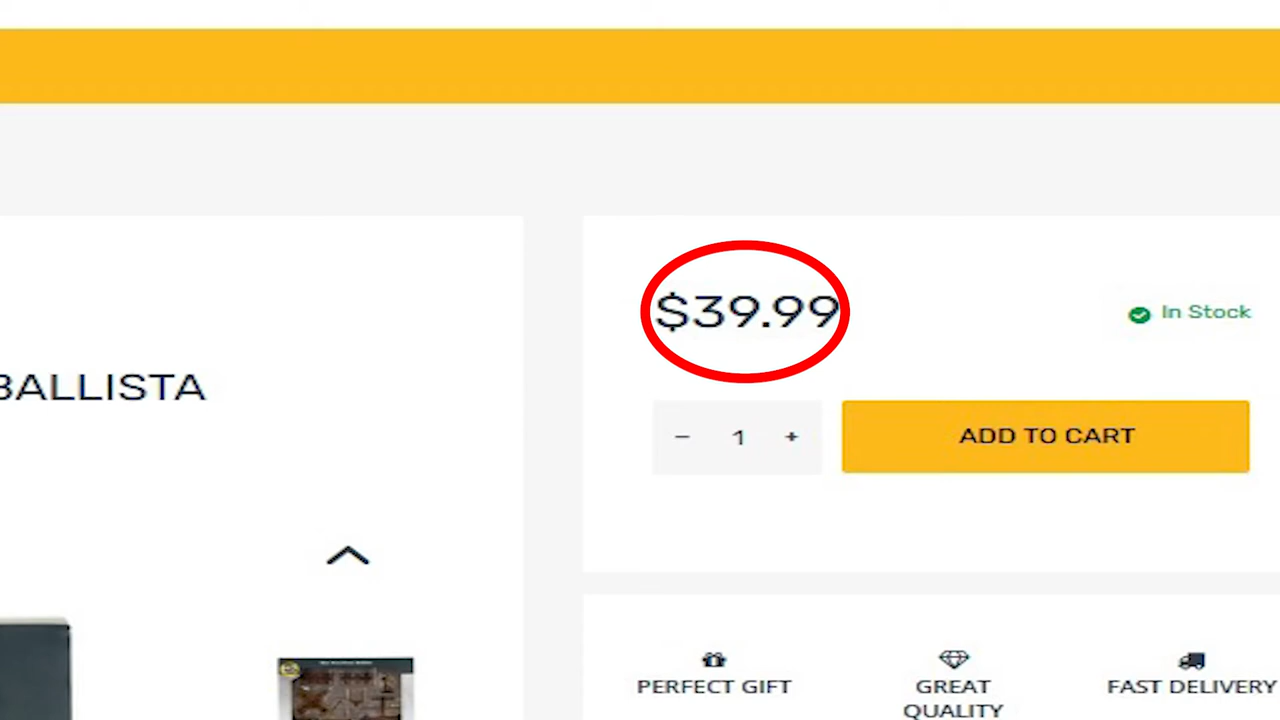 $39.99
In Stock
BALLISTA
− 1 +
ADD TO CART
PERFECT GIFT
GREAT
QUALITY
FAST DELIVERY